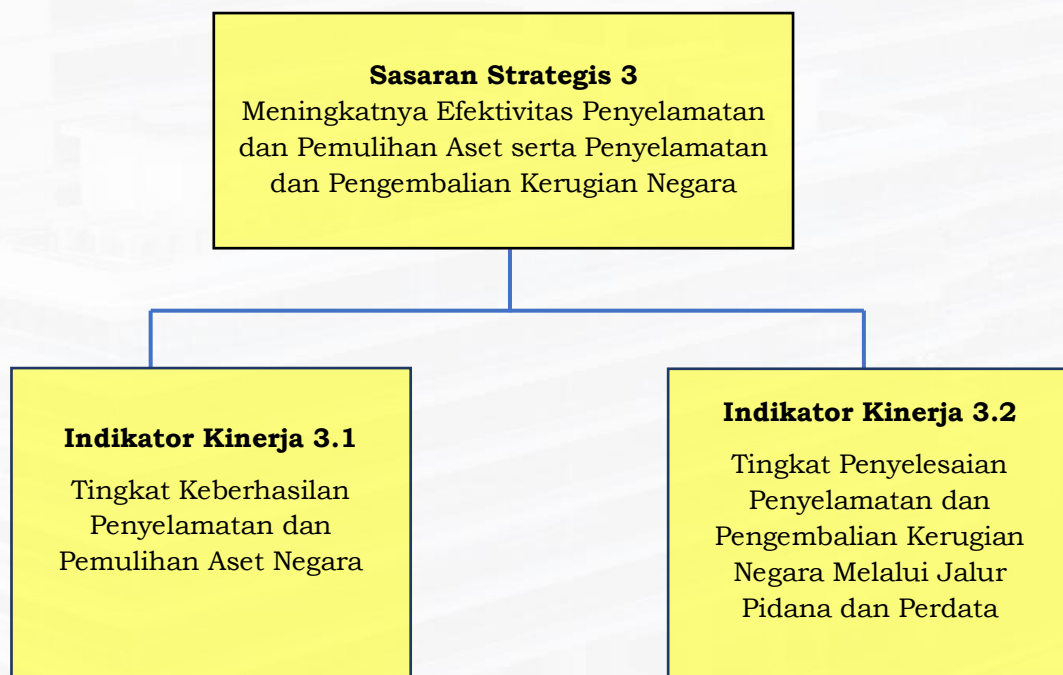 Sasaran Strategis 3
Meningkatnya Efektivitas Penyelamatan
dan Pemulihan Aset serta Penyelamatan
dan Pengembalian Kerugian Negara
Indikator Kinerja 3.1
Tingkat Keberhasilan
Penyelamatan dan
Pemulihan Aset Negara
Indikator Kinerja 3.2
Tingkat Penyelesaian
Penyelamatan dan
Pengembalian Kerugian
Negara Melalui Jalur
Pidana dan Perdata